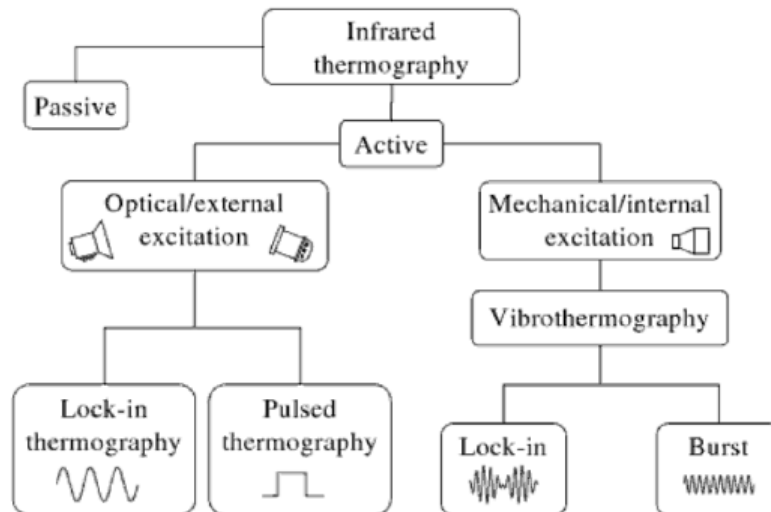 Infrared
thermography
Passive
Active
Optical/external
excitation
Mechanical/internal
excitation
Vibrothermography
Lock-in
thermography
Pulsed
thermography
Lock-in
Burst